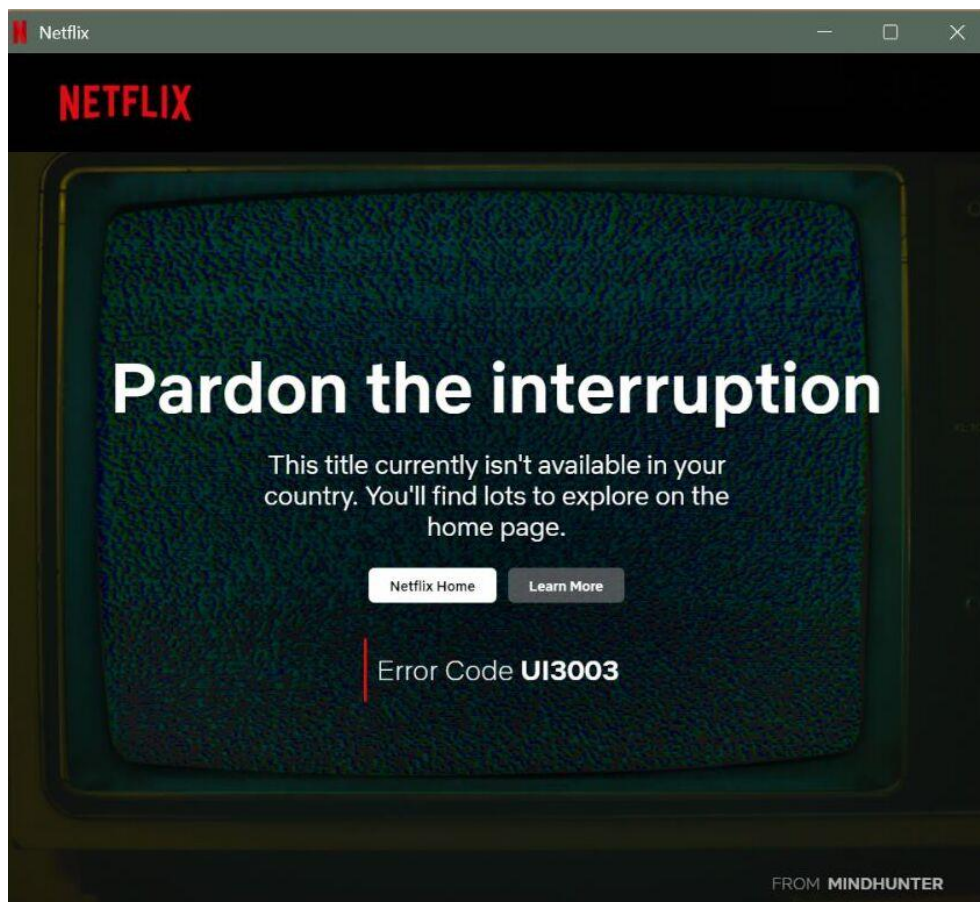 Netflix
NETFLIX
Pardon the interruption
This title currently isn't available in your
country. You'll find lots to explore on the
home page.
Netflix Home
Learn More
Error Code UI3003
FROM MINDHUNTER